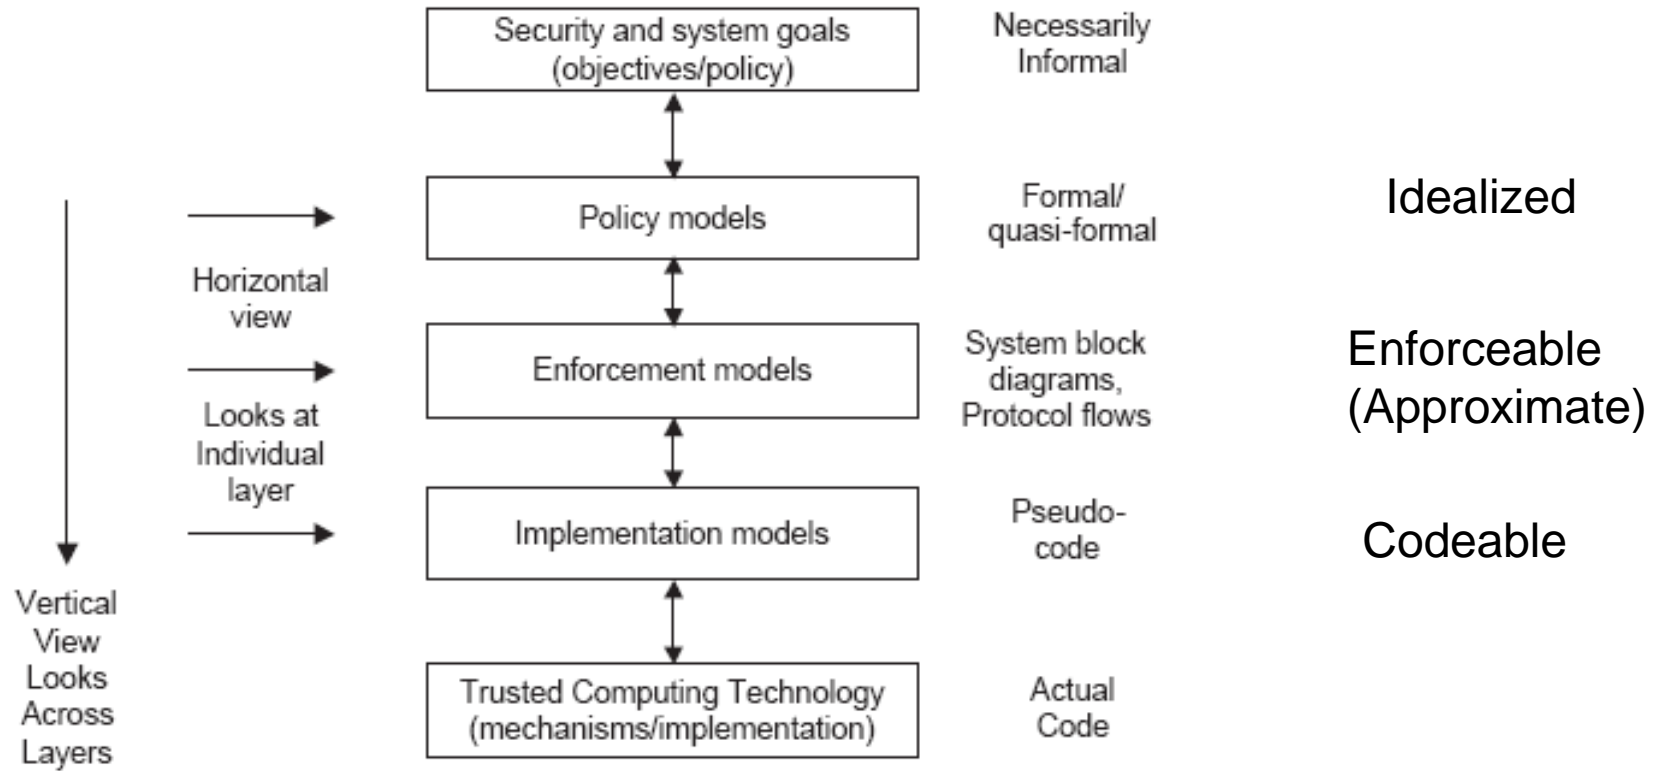 Security and system goals
(objectives/policy)
Necessarily
Informal
Policy models
Formal/
quasi-formal
Idealized
Horizontal
view
Enforcement models
System block
diagrams,
Protocol flows
Enforceable
(Approximate)
Looks at
Individual
layer
Implementation models
Pseudo-
code
Codeable
Vertical
View
Looks
Across
Layers
Trusted Computing Technology
(mechanisms/implementation)
Actual
Code